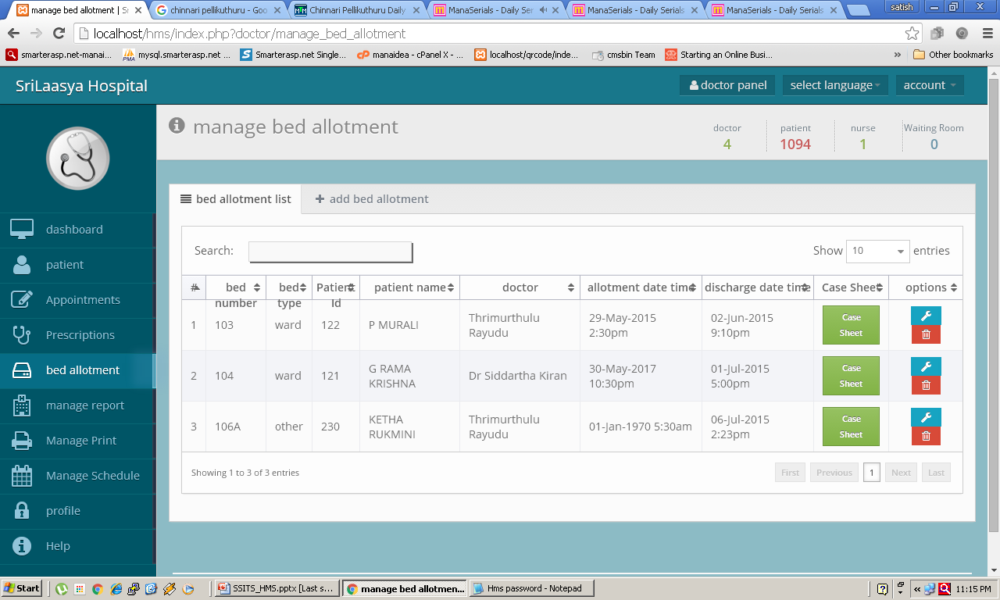 manage bed allotment | S
chinnari pellikuthuru - Goo
Chinnari Pellikuthuru Daily
ManaSerials - Daily Ser
ManaSerials - Daily Serials
ManaSerials - Daily Serials
satish
localhost/hms/index.php?doctor/manage_bed_allotment
smarterasp.net-manai...
mysql.smarterasp.net ...
Smarterasp.net Single...
manaidea - cPanel X - ...
localhost/qrcode/inde...
cmsbin Team
Starting an Online Busi...
» Other bookmarks
SriLaasya Hospital
doctor panel
select language
account
manage bed allotment
doctor patient nurse Waiting Room
4 1094 1 0
dashboard
patient
Appointments
Prescriptions
bed allotment
manage report
Manage Print
Manage Schedule
profile
Help
bed allotment list
+ add bed allotment
Search:
Show 10 entries
# bed number bed type Patient Id patient name doctor allotment date time discharge date time Case Sheet options
1 103 ward 122 P MURALI Thrimurthulu Rayudu 29-May-2015 2:30pm 02-Jun-2015 9:10pm Case Sheet
2 104 ward 121 G RAMA KRISHNA Dr Siddartha Kiran 30-May-2017 10:30pm 01-Jul-2015 5:00pm Case Sheet
3 106A other 230 KETHA RUKMINI Thrimurthulu Rayudu 01-Jan-1970 5:30am 06-Jul-2015 2:23pm Case Sheet
Showing 1 to 3 of 3 entries
First Previous 1 Next Last
Start
SSITS_HMS.pptx [Last s...
manage bed allotmen...
Hms password - Notepad
11:15 PM